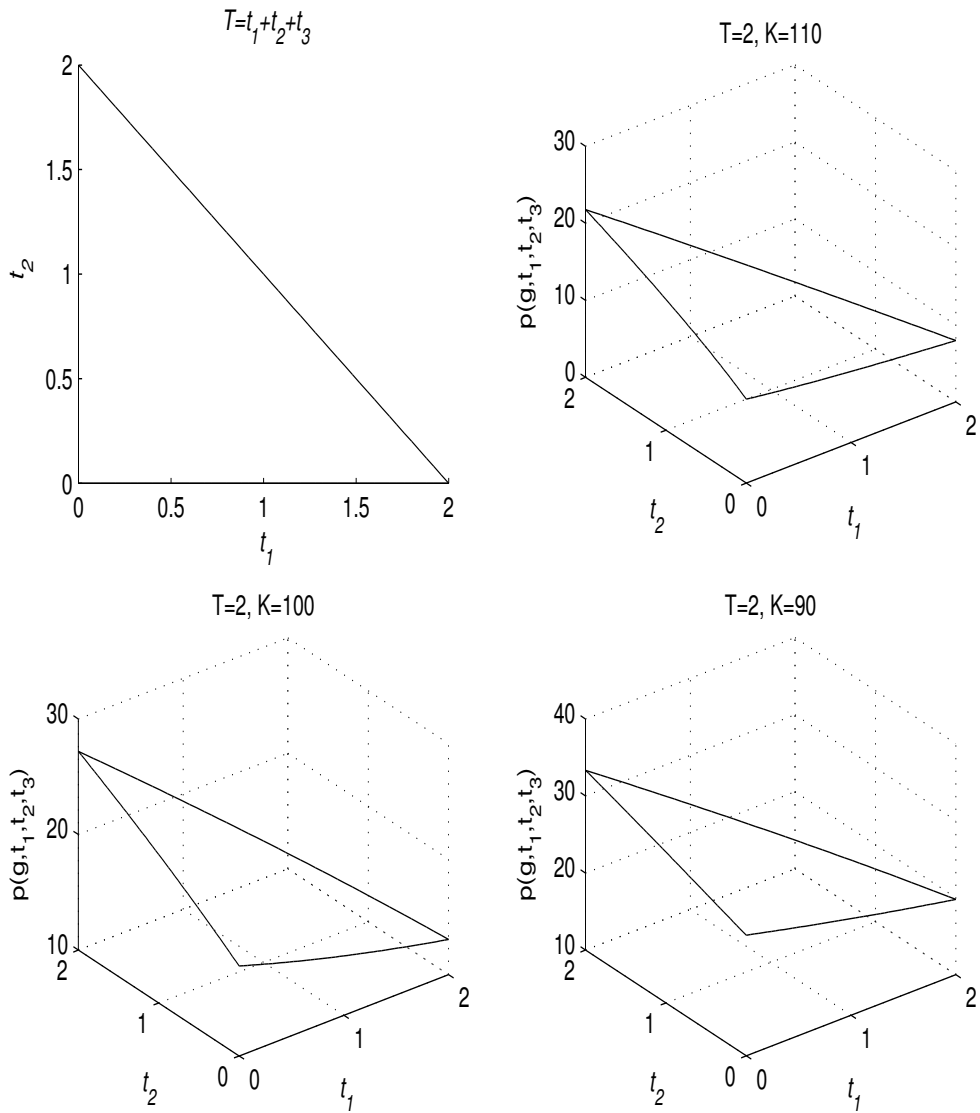 T=t₁+t₂+t₃
2
1.5
1
0.5
0
t₂
0 0.5 1 1.5 2
t₁
T=2, K=110
30
20
10
0
p(g,t₁,t₂,t₃)
2
1
0
t₂
0
1
2
t₁
T=2, K=100
30
20
10
p(g,t₁,t₂,t₃)
2
1
0
t₂
0
1
2
t₁
T=2, K=90
40
30
20
10
p(g,t₁,t₂,t₃)
2
1
0
t₂
0
1
2
t₁